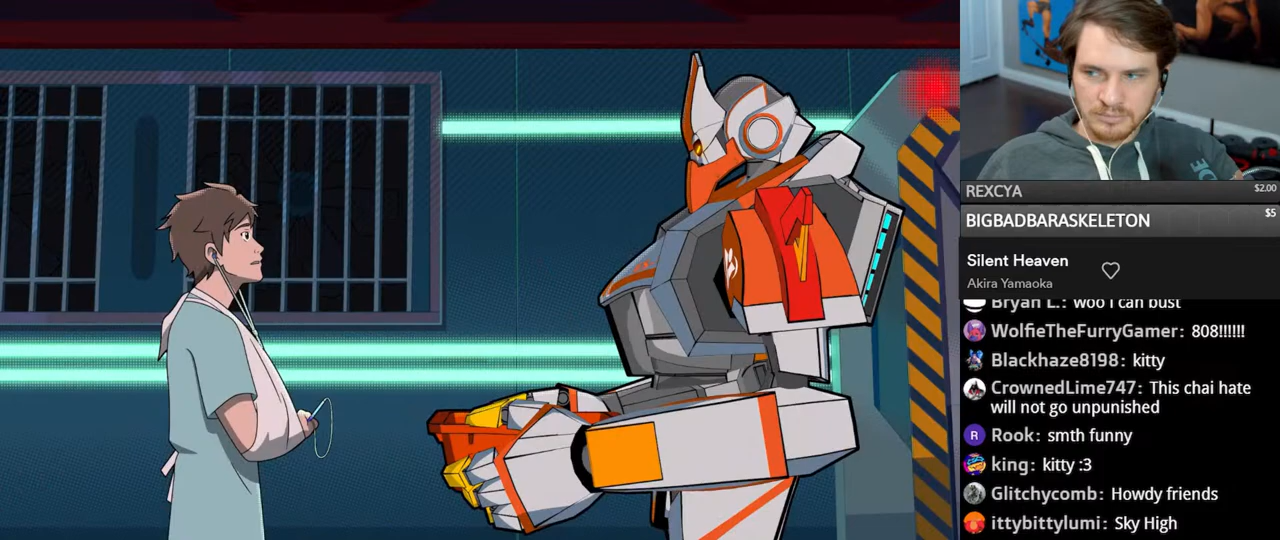 REXCYA
$2.00
BIGBADBARASKELETON
$5
Silent Heaven
Akira Yamaoka
Bryan L.: woo I can bust
WolfieTheFurryGamer: 808!!!!!!
Blackhaze8198: kitty
CrownedLime747: This chai hate
will not go unpunished
Rook: smth funny
king: kitty :3
Glitchycomb: Howdy friends
ittybittylumi: Sky High